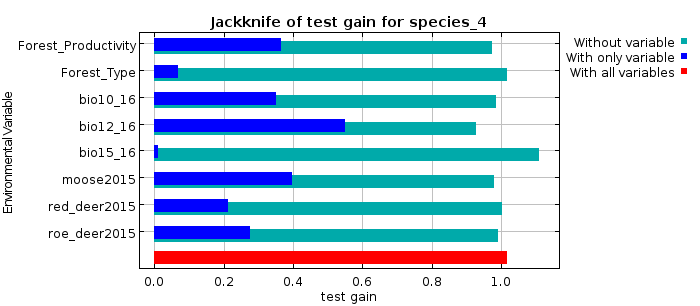 Jackknife of test gain for species_4
Environmental Variable
Forest_Productivity
Forest_Type
bio10_16
bio12_16
bio15_16
moose2015
red_deer2015
roe_deer2015
0.0 0.2 0.4 0.6 0.8 1.0
test gain
Without variable
With only variable
With all variables